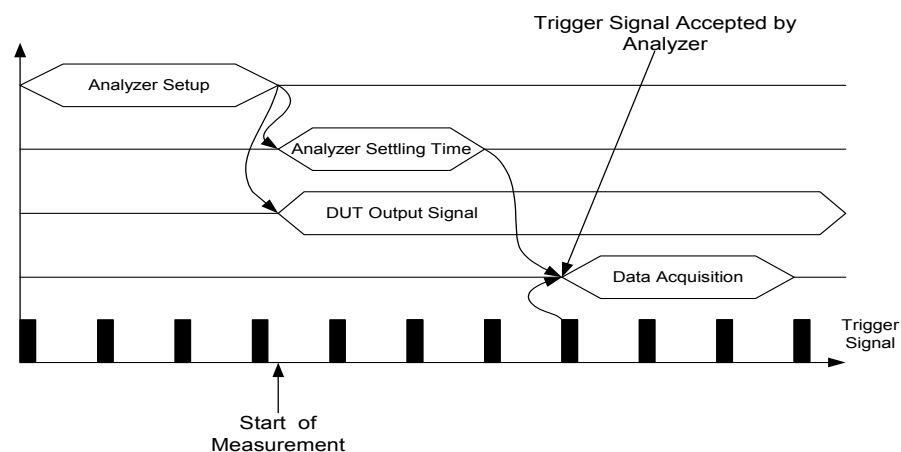 Trigger Signal Accepted by
Analyzer
Analyzer Setup
Analyzer Settling Time
DUT Output Signal
Data Acquisition
Trigger
Signal
Start of
Measurement